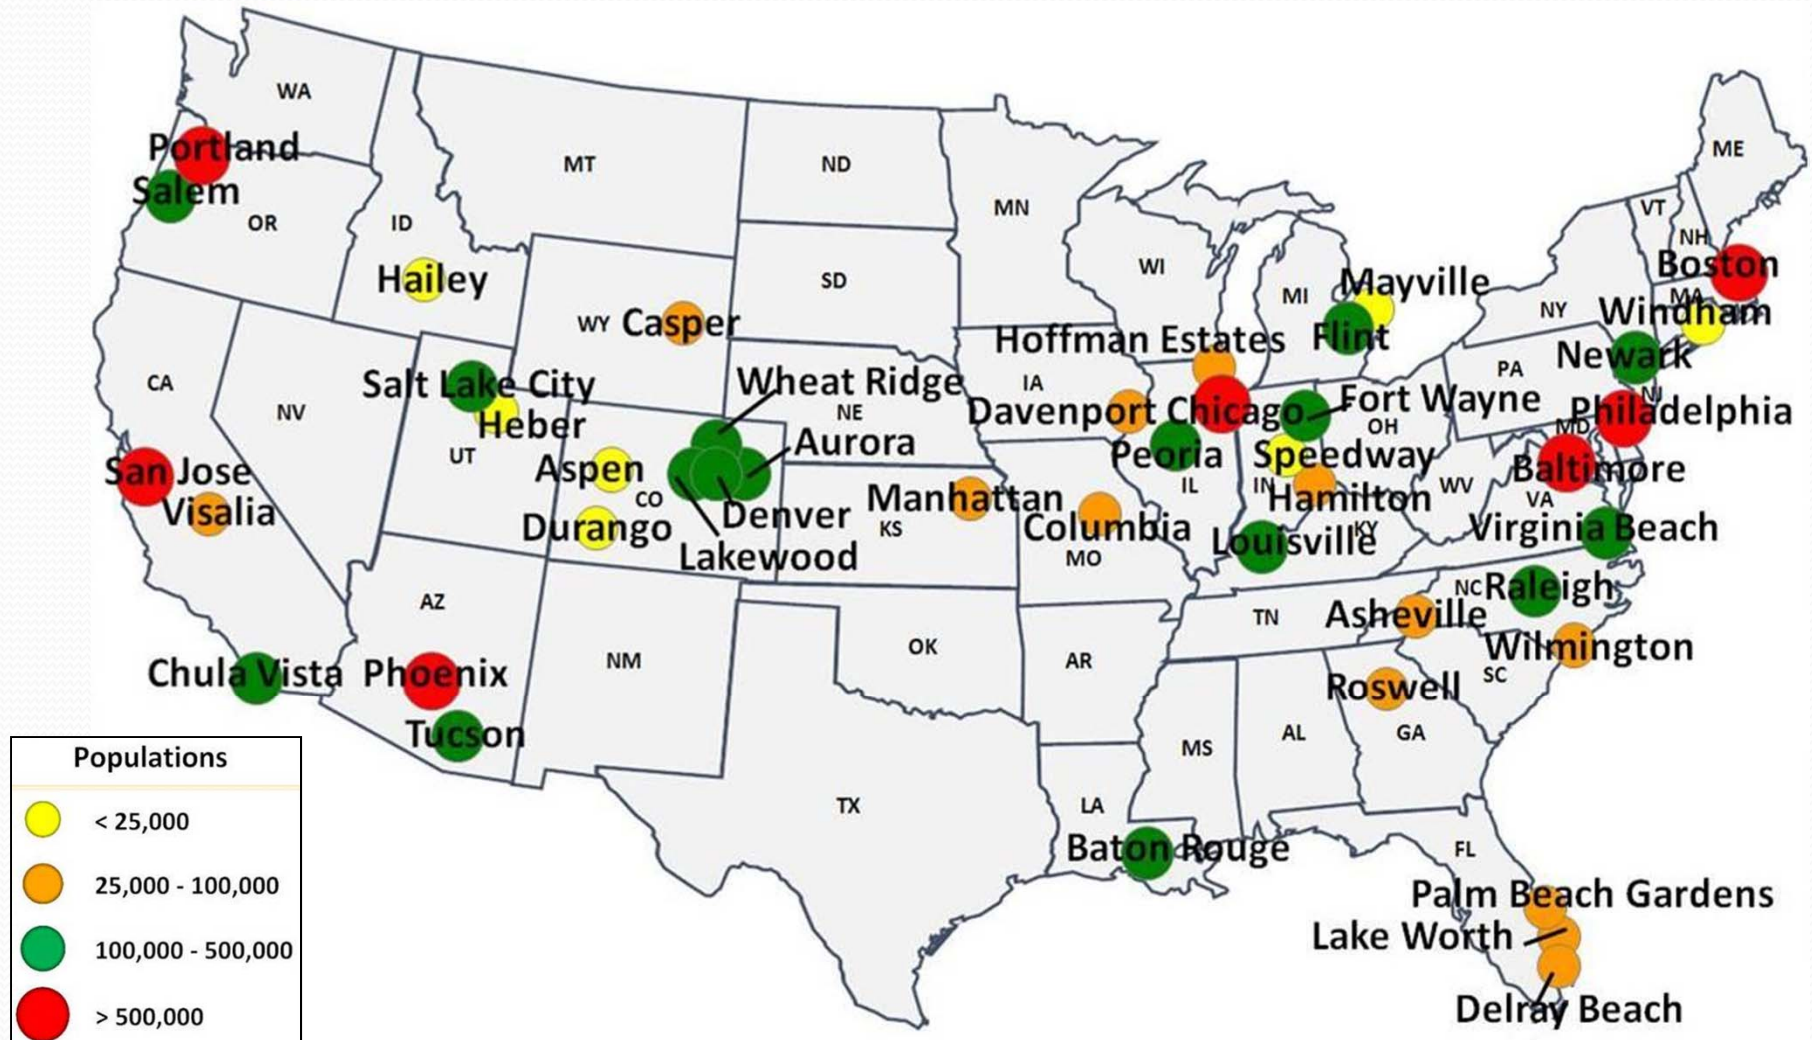 WA
ME
Portland
MT
ND
VT
Salem
MN
OR
ID
NH
Boston
Hailey
WI
SD
Mayville
MI
MA
NY
Windham
WY
Casper
Hoffman Estates
Flint
Newark
Salt Lake City
Wheat Ridge
IA
PA
CA
NV
NE
Davenport
Chicago
Fort Wayne
NJ
Philadelphia
Heber
OH
MD
Aurora
UT
Aspen
Peoria
Speedway
Baltimore
San Jose
CO
IL
IN
WV
Manhattan
Hamilton
VA
Visalia
Denver
Durango
KS
Columbia
Louisville
KY
Virginia Beach
Lakewood
MO
NC
Raleigh
AZ
TN
Asheville
OK
Wilmington
NM
AR
Chula Vista
Phoenix
SC
Roswell
Tucson
MS
AL
GA
Populations
TX
LA
< 25,000
Baton Rouge
FL
25,000 - 100,000
Palm Beach Gardens
Lake Worth
100,000 - 500,000
Delray Beach
> 500,000